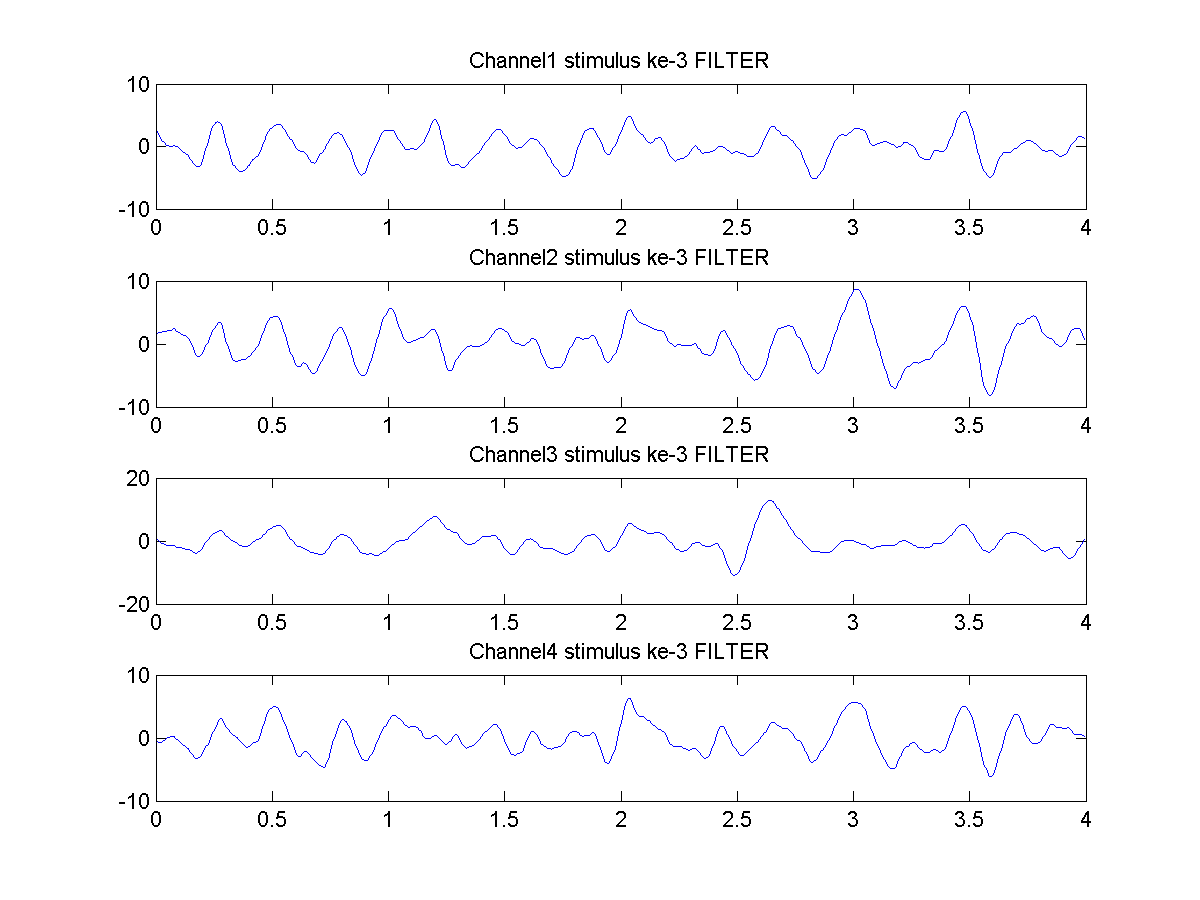 Channel1 stimulus ke-3 FILTER
10
0
-10
0 0.5 1 1.5 2 2.5 3 3.5 4
Channel2 stimulus ke-3 FILTER
10
0
-10
0 0.5 1 1.5 2 2.5 3 3.5 4
Channel3 stimulus ke-3 FILTER
20
0
-20
0 0.5 1 1.5 2 2.5 3 3.5 4
Channel4 stimulus ke-3 FILTER
10
0
-10
0 0.5 1 1.5 2 2.5 3 3.5 4